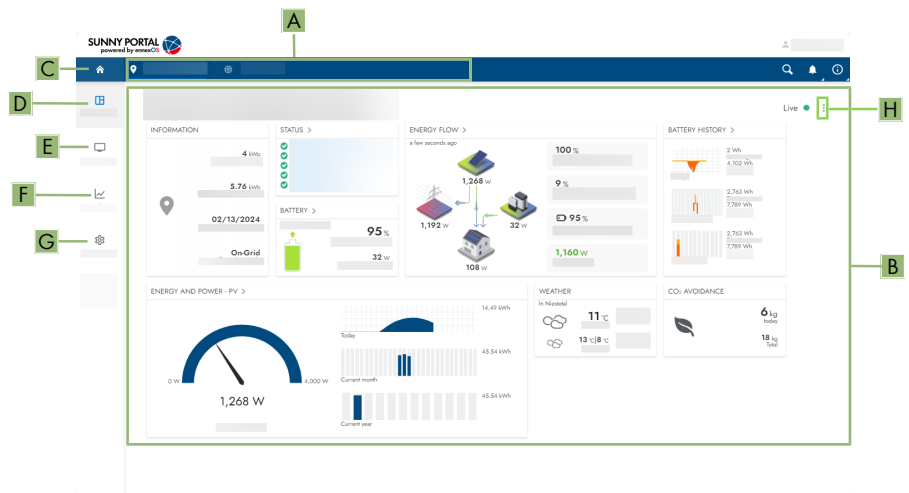 A
SUNNY PORTAL
powered by ennexOS
C
D
E
F
G
H
B
Live
INFORMATION
4 kWp
5.76 kWh
02/13/2024
On-Grid
STATUS >
BATTERY >
95 %
32 W
ENERGY FLOW >
a few seconds ago
1,268 W
1,192 W
32 W
108 W
100 %
9 %
95 %
1,160 W
BATTERY HISTORY >
2 Wh
4,102 Wh
2,763 Wh
7,789 Wh
2,763 Wh
7,789 Wh
ENERGY AND POWER - PV >
0 W
4,000 W
1,268 W
14.49 kWh
Today
45.54 kWh
Current month
45.54 kWh
Current year
WEATHER
In Niestetal
11 °C
13 °C|8 °C
CO₂ AVOIDANCE
6 kg
today
18 kg
Total